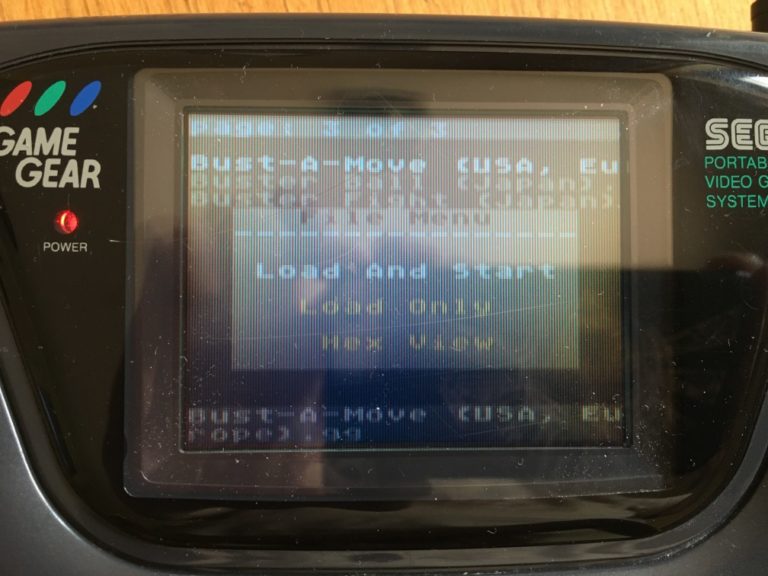 GAME
GEAR
POWER
SEG
PORTAB
VIDEO G
SYSTEM
Page: 3 of 3
Bust-A-Move (USA, Eu
Buster Ball (Japan).
Buster Fight (Japan)
File Menu
Load And Start
Load Only
Hex View
Bust-A-Move (USA, Eu
rope).gg